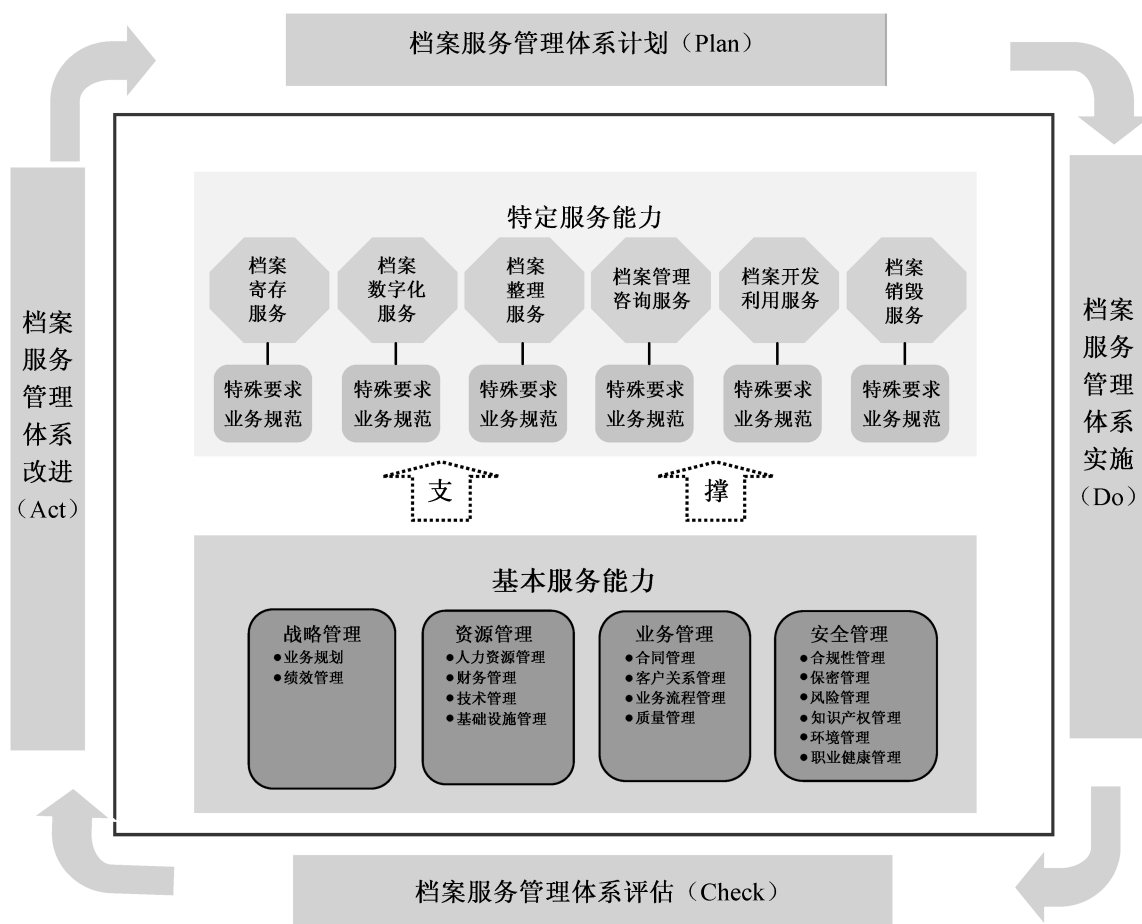 档案服务管理体系计划（Plan）
特定服务能力
档案
寄存
服务
档案
数字化
服务
档案
整理
服务
档案管理
咨询服务
档案开发
利用服务
档案
销毁
服务
特殊要求
业务规范
特殊要求
业务规范
特殊要求
业务规范
特殊要求
业务规范
特殊要求
业务规范
特殊要求
业务规范
支
撑
基本服务能力
战略管理
●业务规划
●绩效管理
资源管理
●人力资源管理
●财务管理
●技术管理
●基础设施管理
业务管理
●合同管理
●客户关系管理
●业务流程管理
●质量管理
安全管理
●合规性管理
●保密管理
●风险管理
●知识产权管理
●环境管理
●职业健康管理
档案
服务
管理
体系
实施
（Do）
档案服务管理体系评估（Check）
档案
服务
管理
体系
改进
（Act）